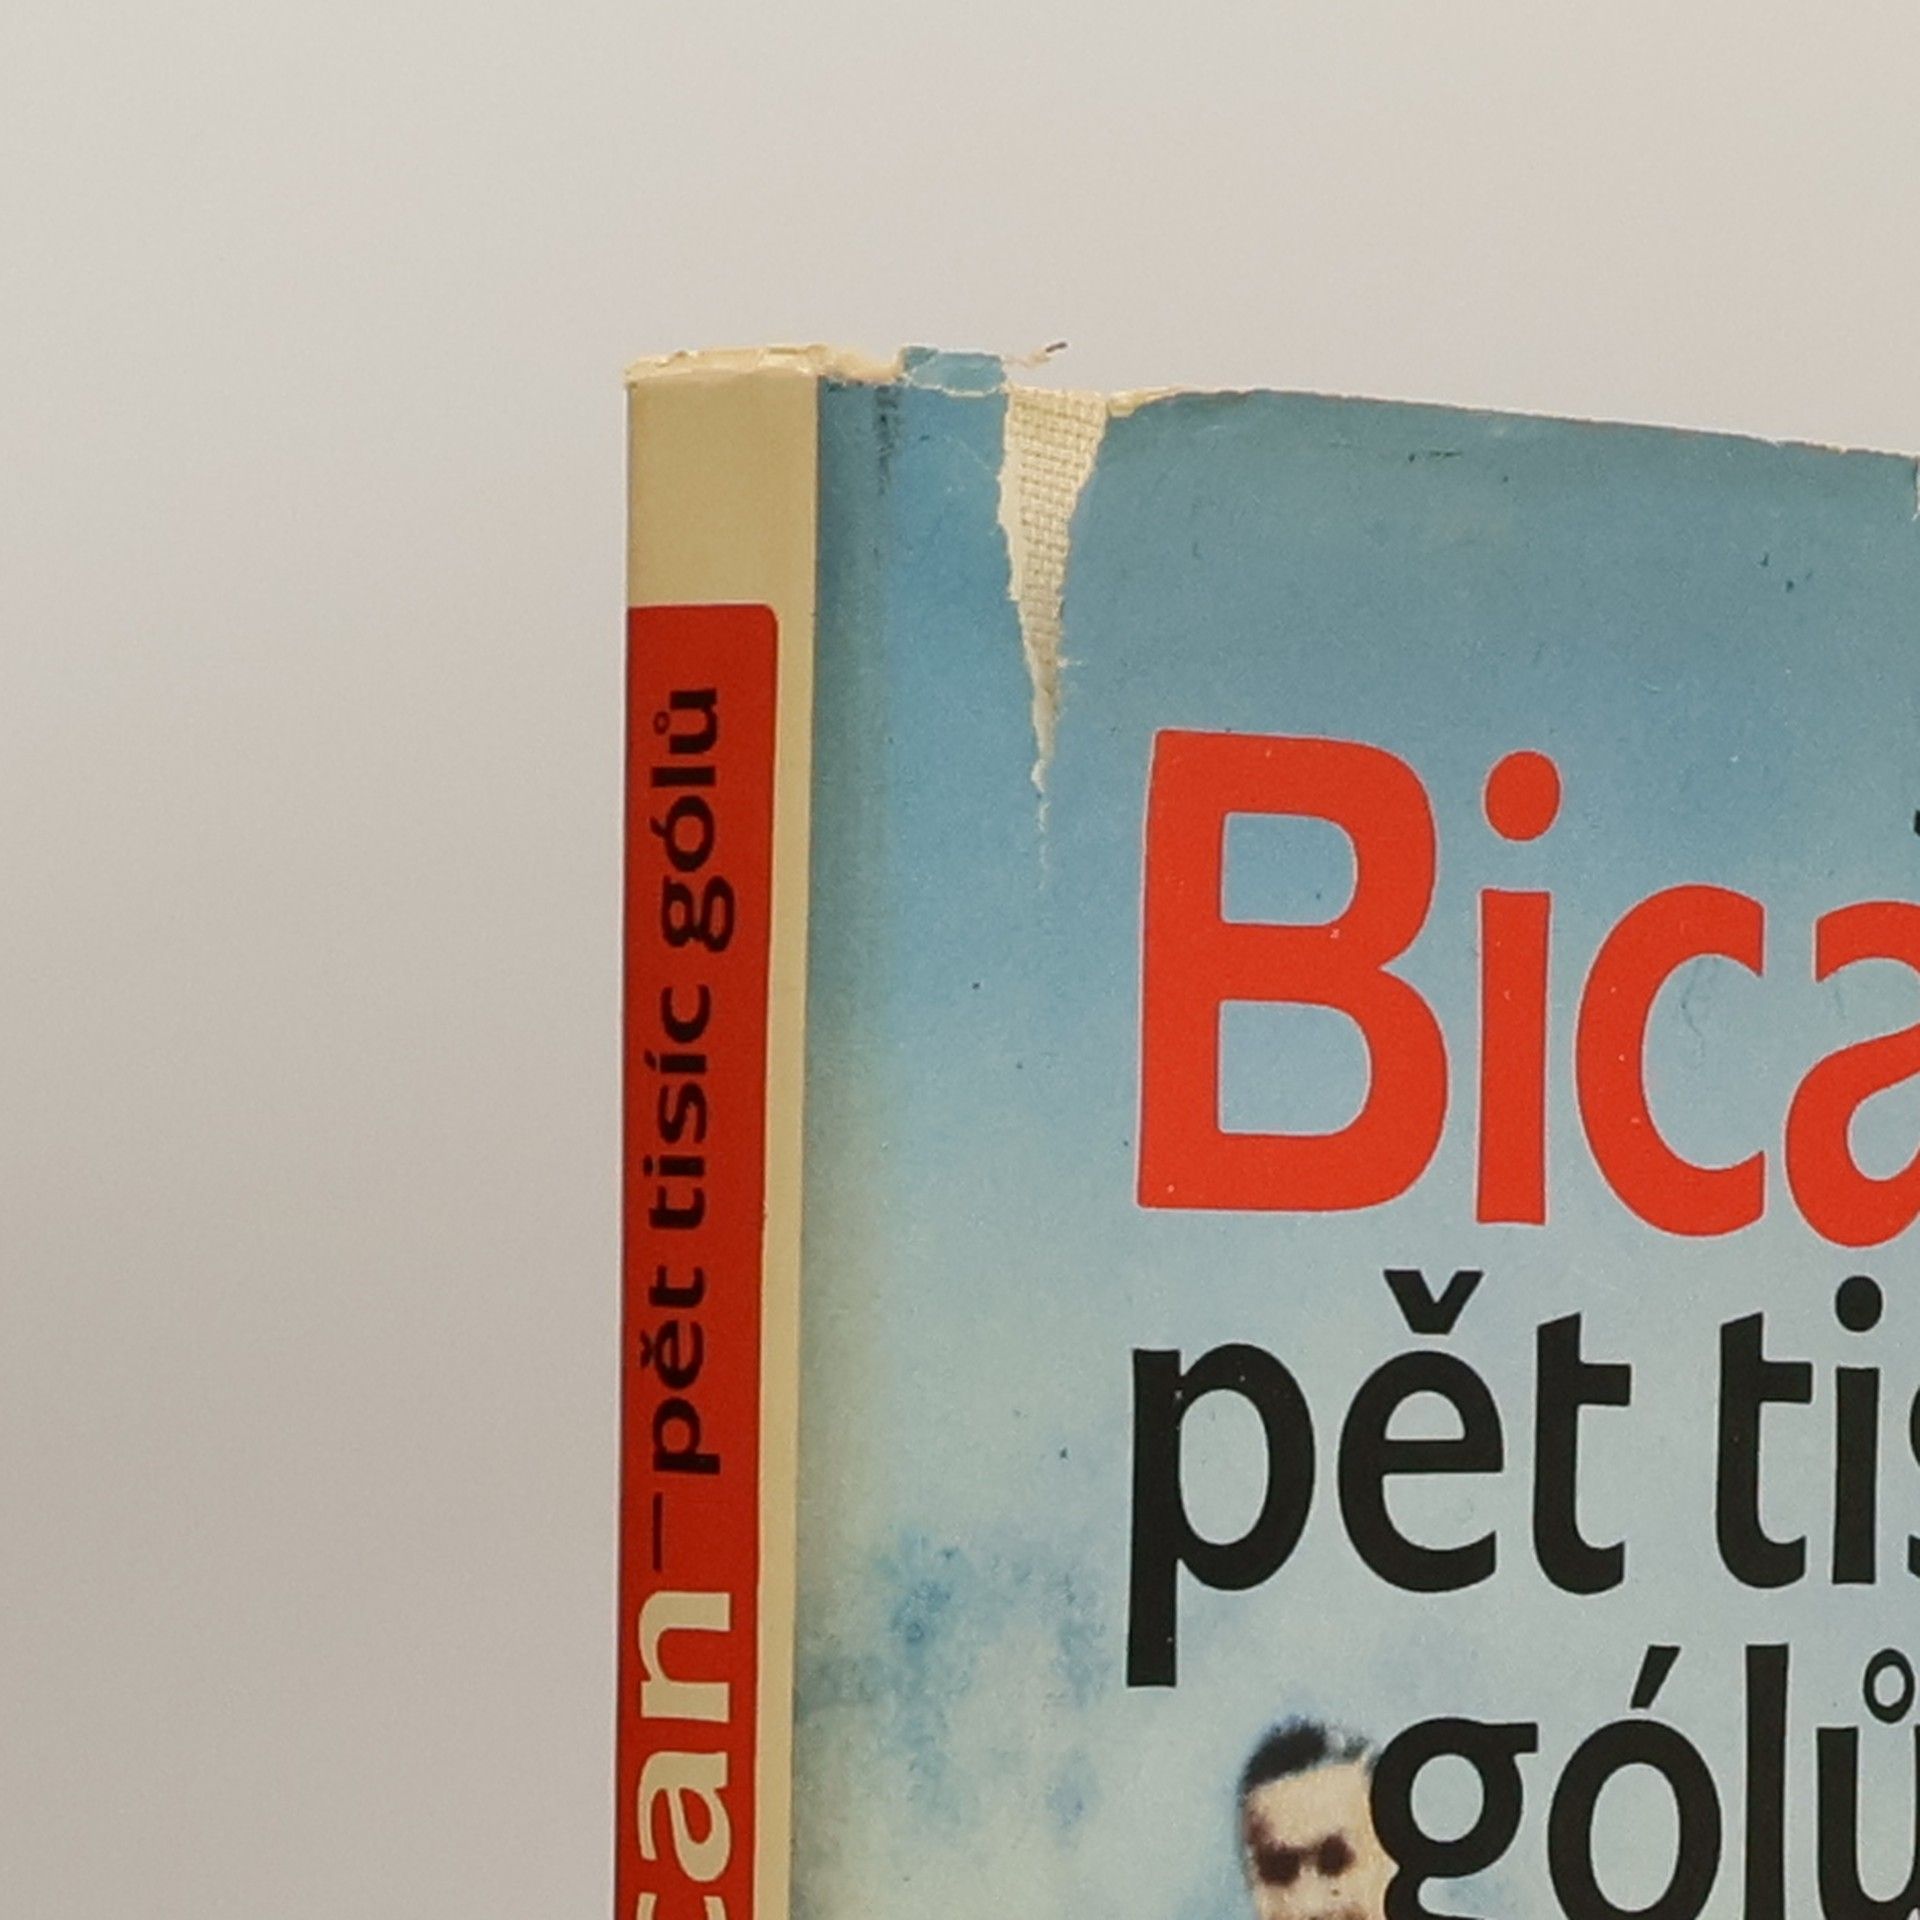 can – pět tisíc gólů
Bica
pět tis
gólů